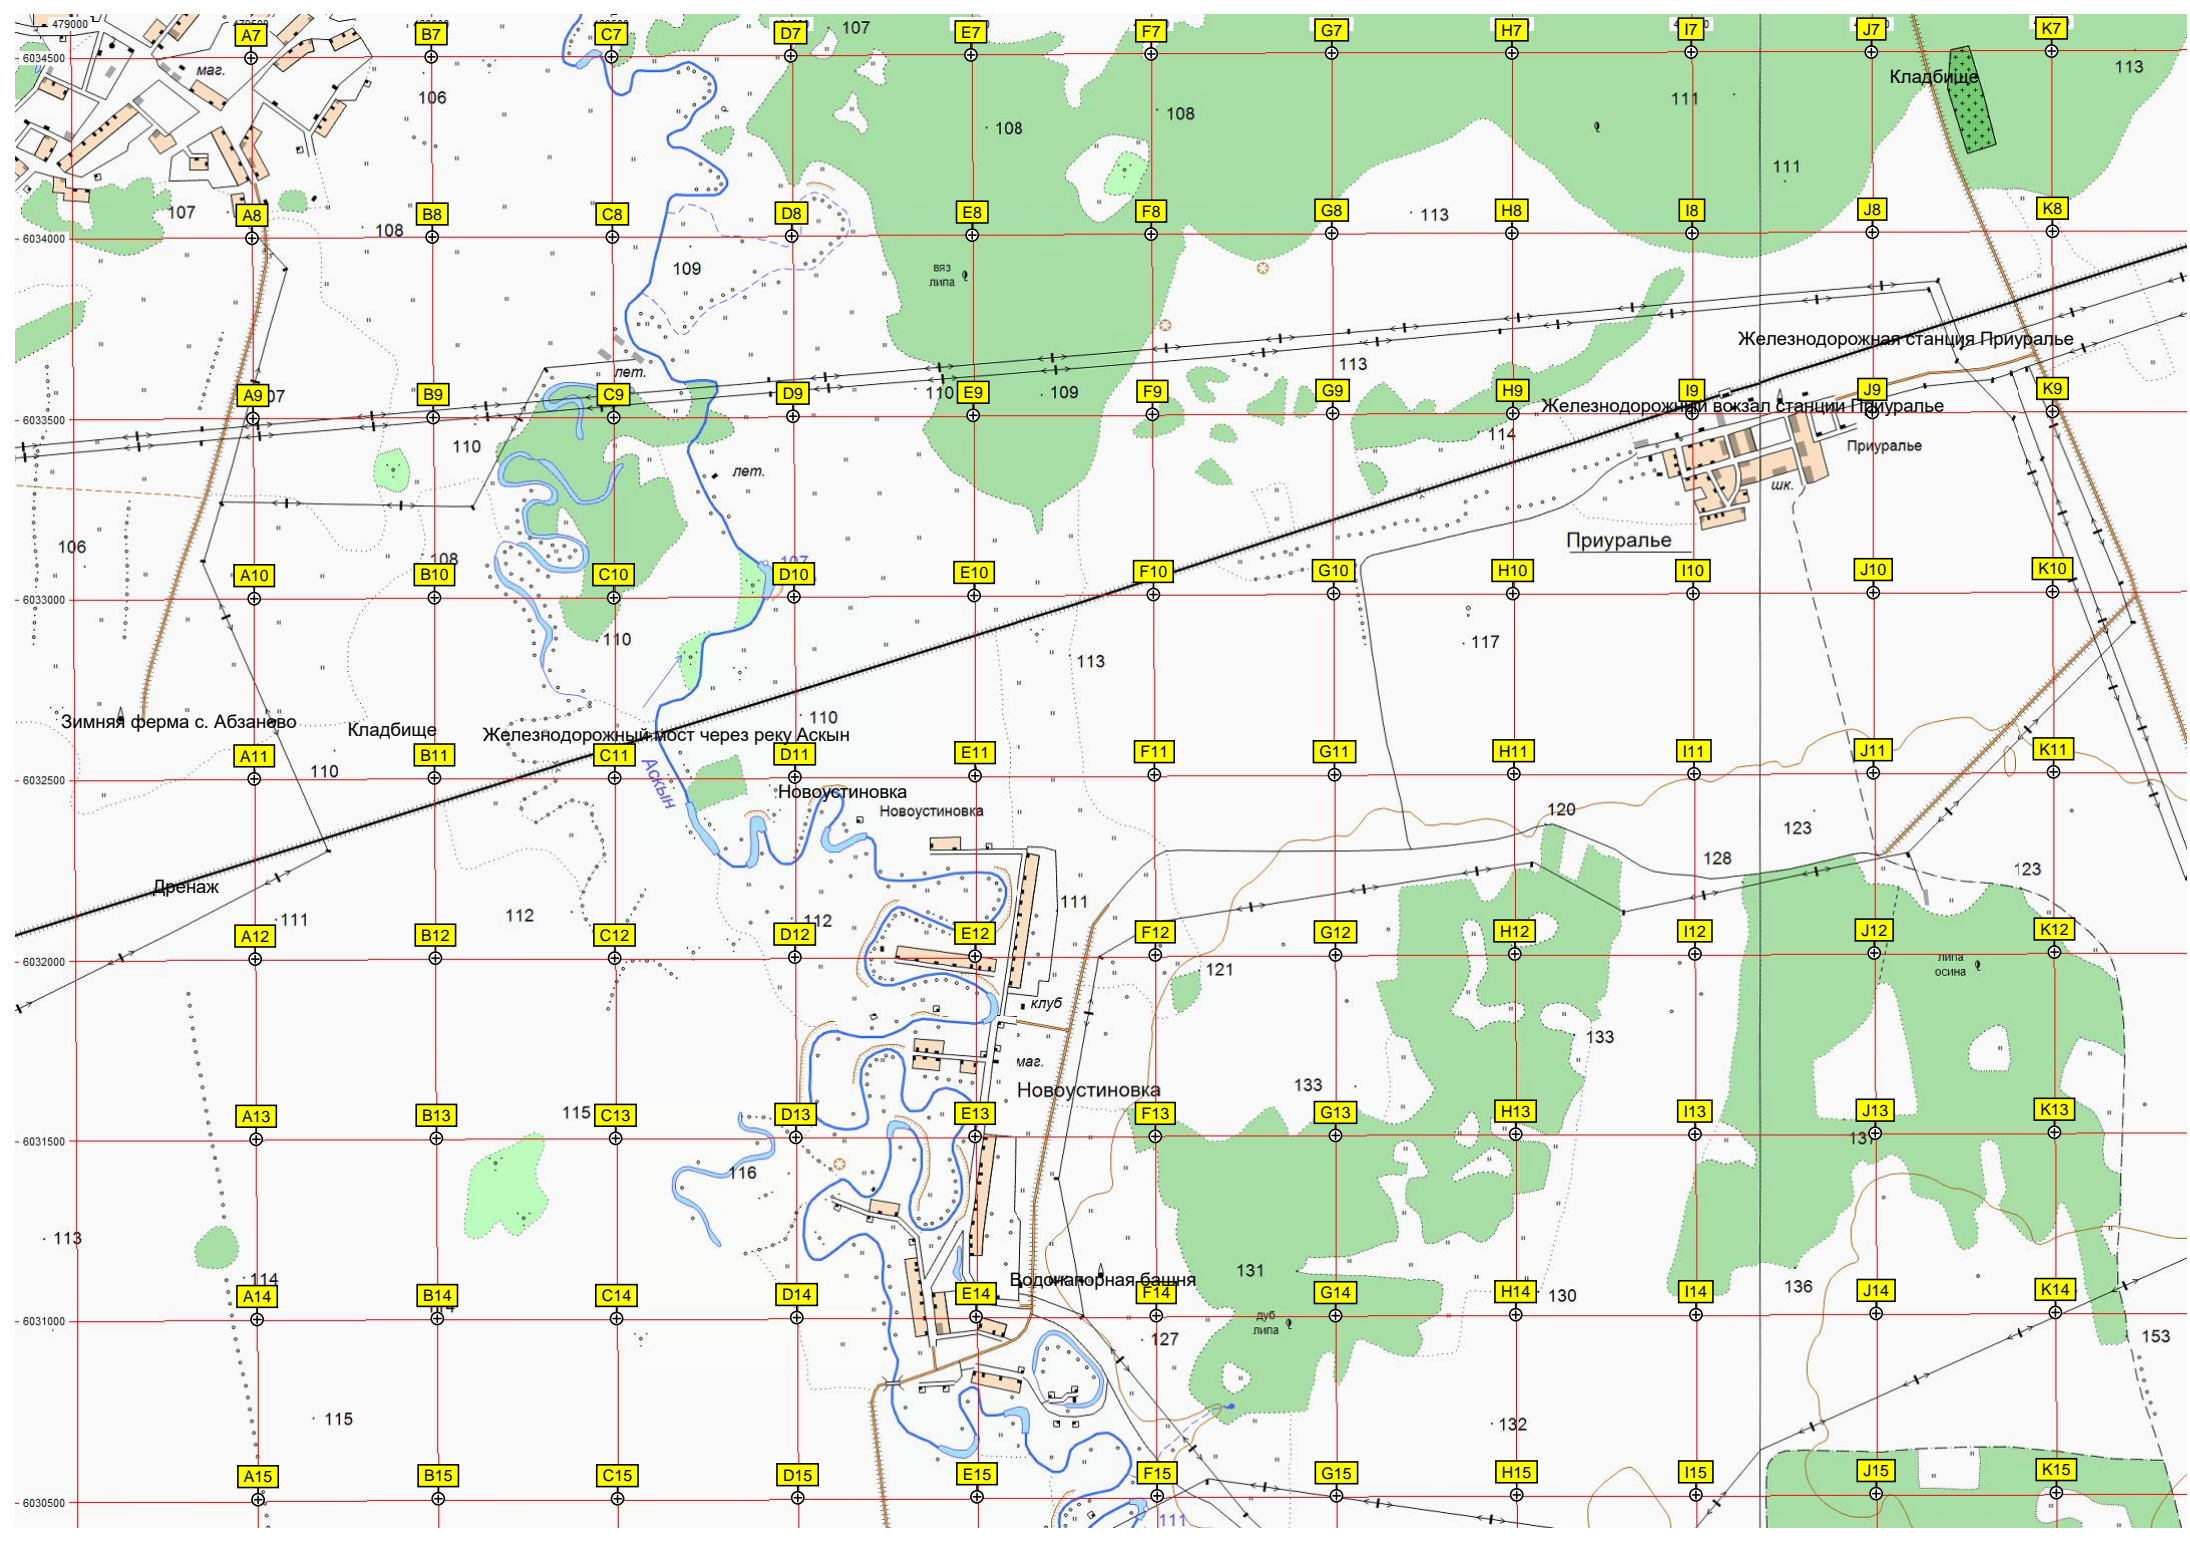 479000
A7
B7
C7
D7
107
E7
F7
G7
H7
I7
J7
K7
6034500
маг.
106
108
108
111
Кладбище
113
107
108
A8
B8
C8
D8
E8
F8
G8
113
H8
I8
111
J8
K8
6034000
109
вяз
липа
лет.
113
Железнодорожная станция Приуралье
A9
B9
C9
D9
110
E9
109
F9
G9
H9
I9
J9
K9
Железнодорожный вокзал станции Приуралье
6033500
110
114
Приуралье
лет.
шк.
106
108
107
Приуралье
A10
B10
C10
D10
E10
F10
G10
H10
I10
J10
K10
6033000
110
113
117
Зимняя ферма с. Абзаново
Кладбище
110
Железнодорожный мост через реку Аскын
A11
110
B11
C11
D11
E11
F11
G11
H11
I11
J11
K11
6032500
Аскын
Новоустиновка
Новоустиновка
120
123
128
123
Дренаж
111
112
112
111
A12
B12
C12
D12
E12
F12
G12
H12
I12
J12
K12
6032000
121
липа
осина
клуб
133
маг.
Новоустиновка
133
A13
B13
115
C13
D13
E13
F13
G13
H13
I13
J13
K13
6031500
116
113
114
Водонапорная башня
131
136
A14
B14
C14
D14
E14
F14
G14
H14
130
I14
J14
K14
6031000
дуб
липа
127
153
115
132
A15
B15
C15
D15
E15
F15
G15
H15
I15
J15
K15
6030500
111